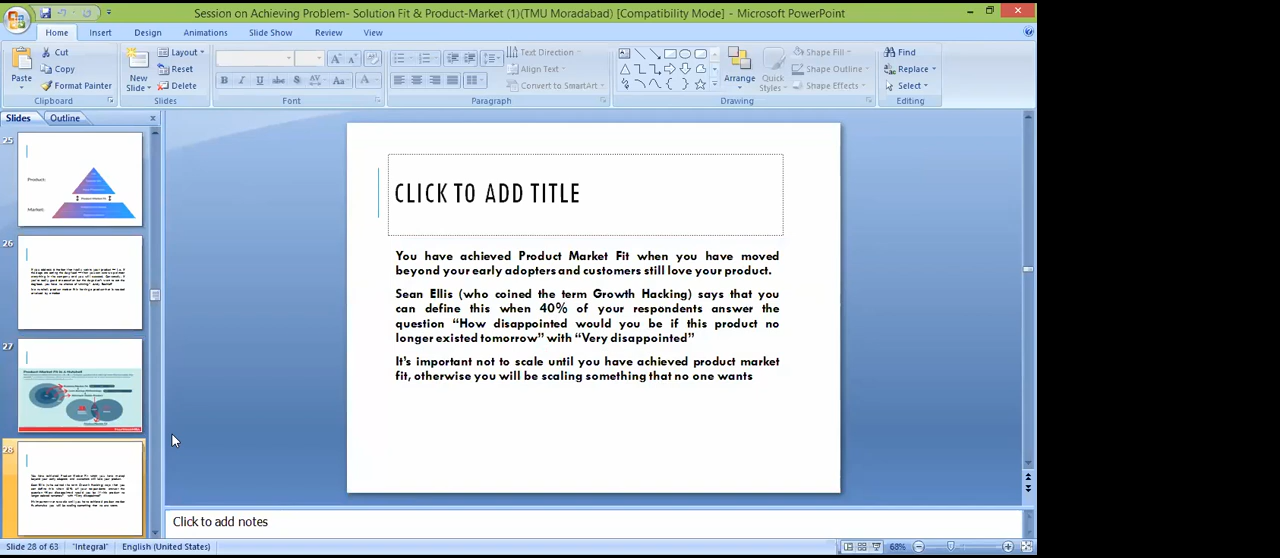 Session on Achieving Problem- Solution Fit & Product-Market (1)(TMU Moradabad) [Compatibility Mode] - Microsoft PowerPoint
Home Insert Design Animations Slide Show Review View
Cut
Copy
Format Painter
Paste
Clipboard
New Slide
Layout
Reset
Delete
Slides
Font
Text Direction
Align Text
Convert to SmartArt
Paragraph
Arrange
Quick Styles
Shape Fill
Shape Outline
Shape Effects
Drawing
Find
Replace
Select
Editing
Slides Outline
25
Product:
Market:
26
27
28
CLICK TO ADD TITLE
You have achieved Product Market Fit when you have moved
beyond your early adopters and customers still love your product.
Sean Ellis (who coined the term Growth Hacking) says that you
can define this when 40% of your respondents answer the
question “How disappointed would you be if this product no
longer existed tomorrow” with “Very disappointed”
It’s important not to scale until you have achieved product market
fit, otherwise you will be scaling something that no one wants
Click to add notes
Slide 28 of 63 "Integral" English (United States) 68%